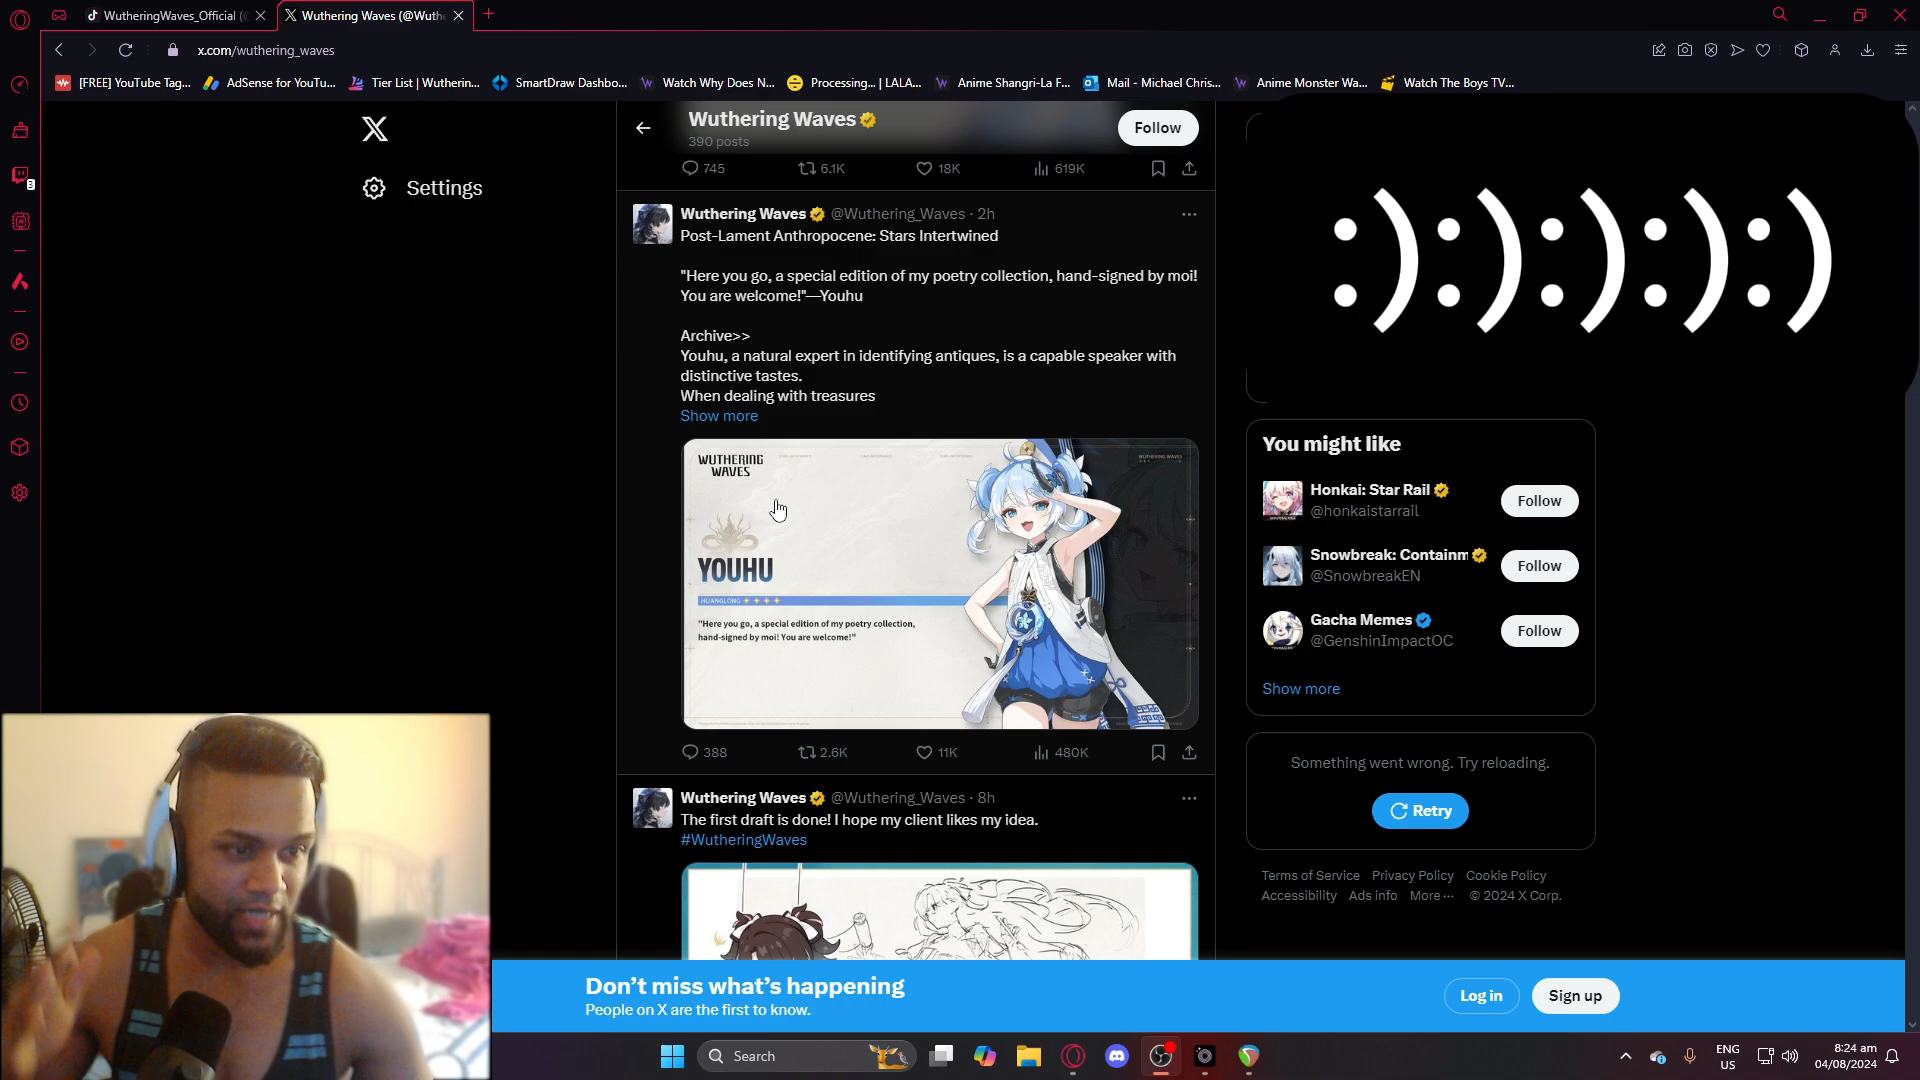 WutheringWaves_Official (
Wuthering Waves (@Wuth
x.com/wuthering_waves
[FREE] YouTube Tag...
AdSense for YouTu...
Tier List | Wutherin...
SmartDraw Dashbo...
Watch Why Does N...
Processing... | LALA...
Anime Shangri-La F...
Mail - Michael Chris...
Anime Monster Wa...
Watch The Boys TV...
X
Settings
Wuthering Waves
390 posts
Follow
745
6.1K
18K
619K
Wuthering Waves @Wuthering_Waves · 2h
Post-Lament Anthropocene: Stars Intertwined
"Here you go, a special edition of my poetry collection, hand-signed by moi!
You are welcome!"—Youhu
Archive>>
Youhu, a natural expert in identifying antiques, is a capable speaker with
distinctive tastes.
When dealing with treasures
Show more
WUTHERING
WAVES
WUTHERING WAVES
YOUHU
HUANGLONG
"Here you go, a special edition of my poetry collection,
hand-signed by moi! You are welcome!"
388
2.6K
11K
480K
Wuthering Waves @Wuthering_Waves · 8h
The first draft is done! I hope my client likes my idea.
#WutheringWaves
:):):):):)
You might like
Honkai: Star Rail
@honkaistarrail
Follow
Snowbreak: Containm
@SnowbreakEN
Follow
Gacha Memes
@GenshinImpactOC
Follow
Show more
Something went wrong. Try reloading.
Retry
Terms of Service Privacy Policy Cookie Policy
Accessibility Ads info More ··· © 2024 X Corp.
Don’t miss what’s happening
People on X are the first to know.
Log in
Sign up
3
Search
ENG
US
8:24 am
04/08/2024